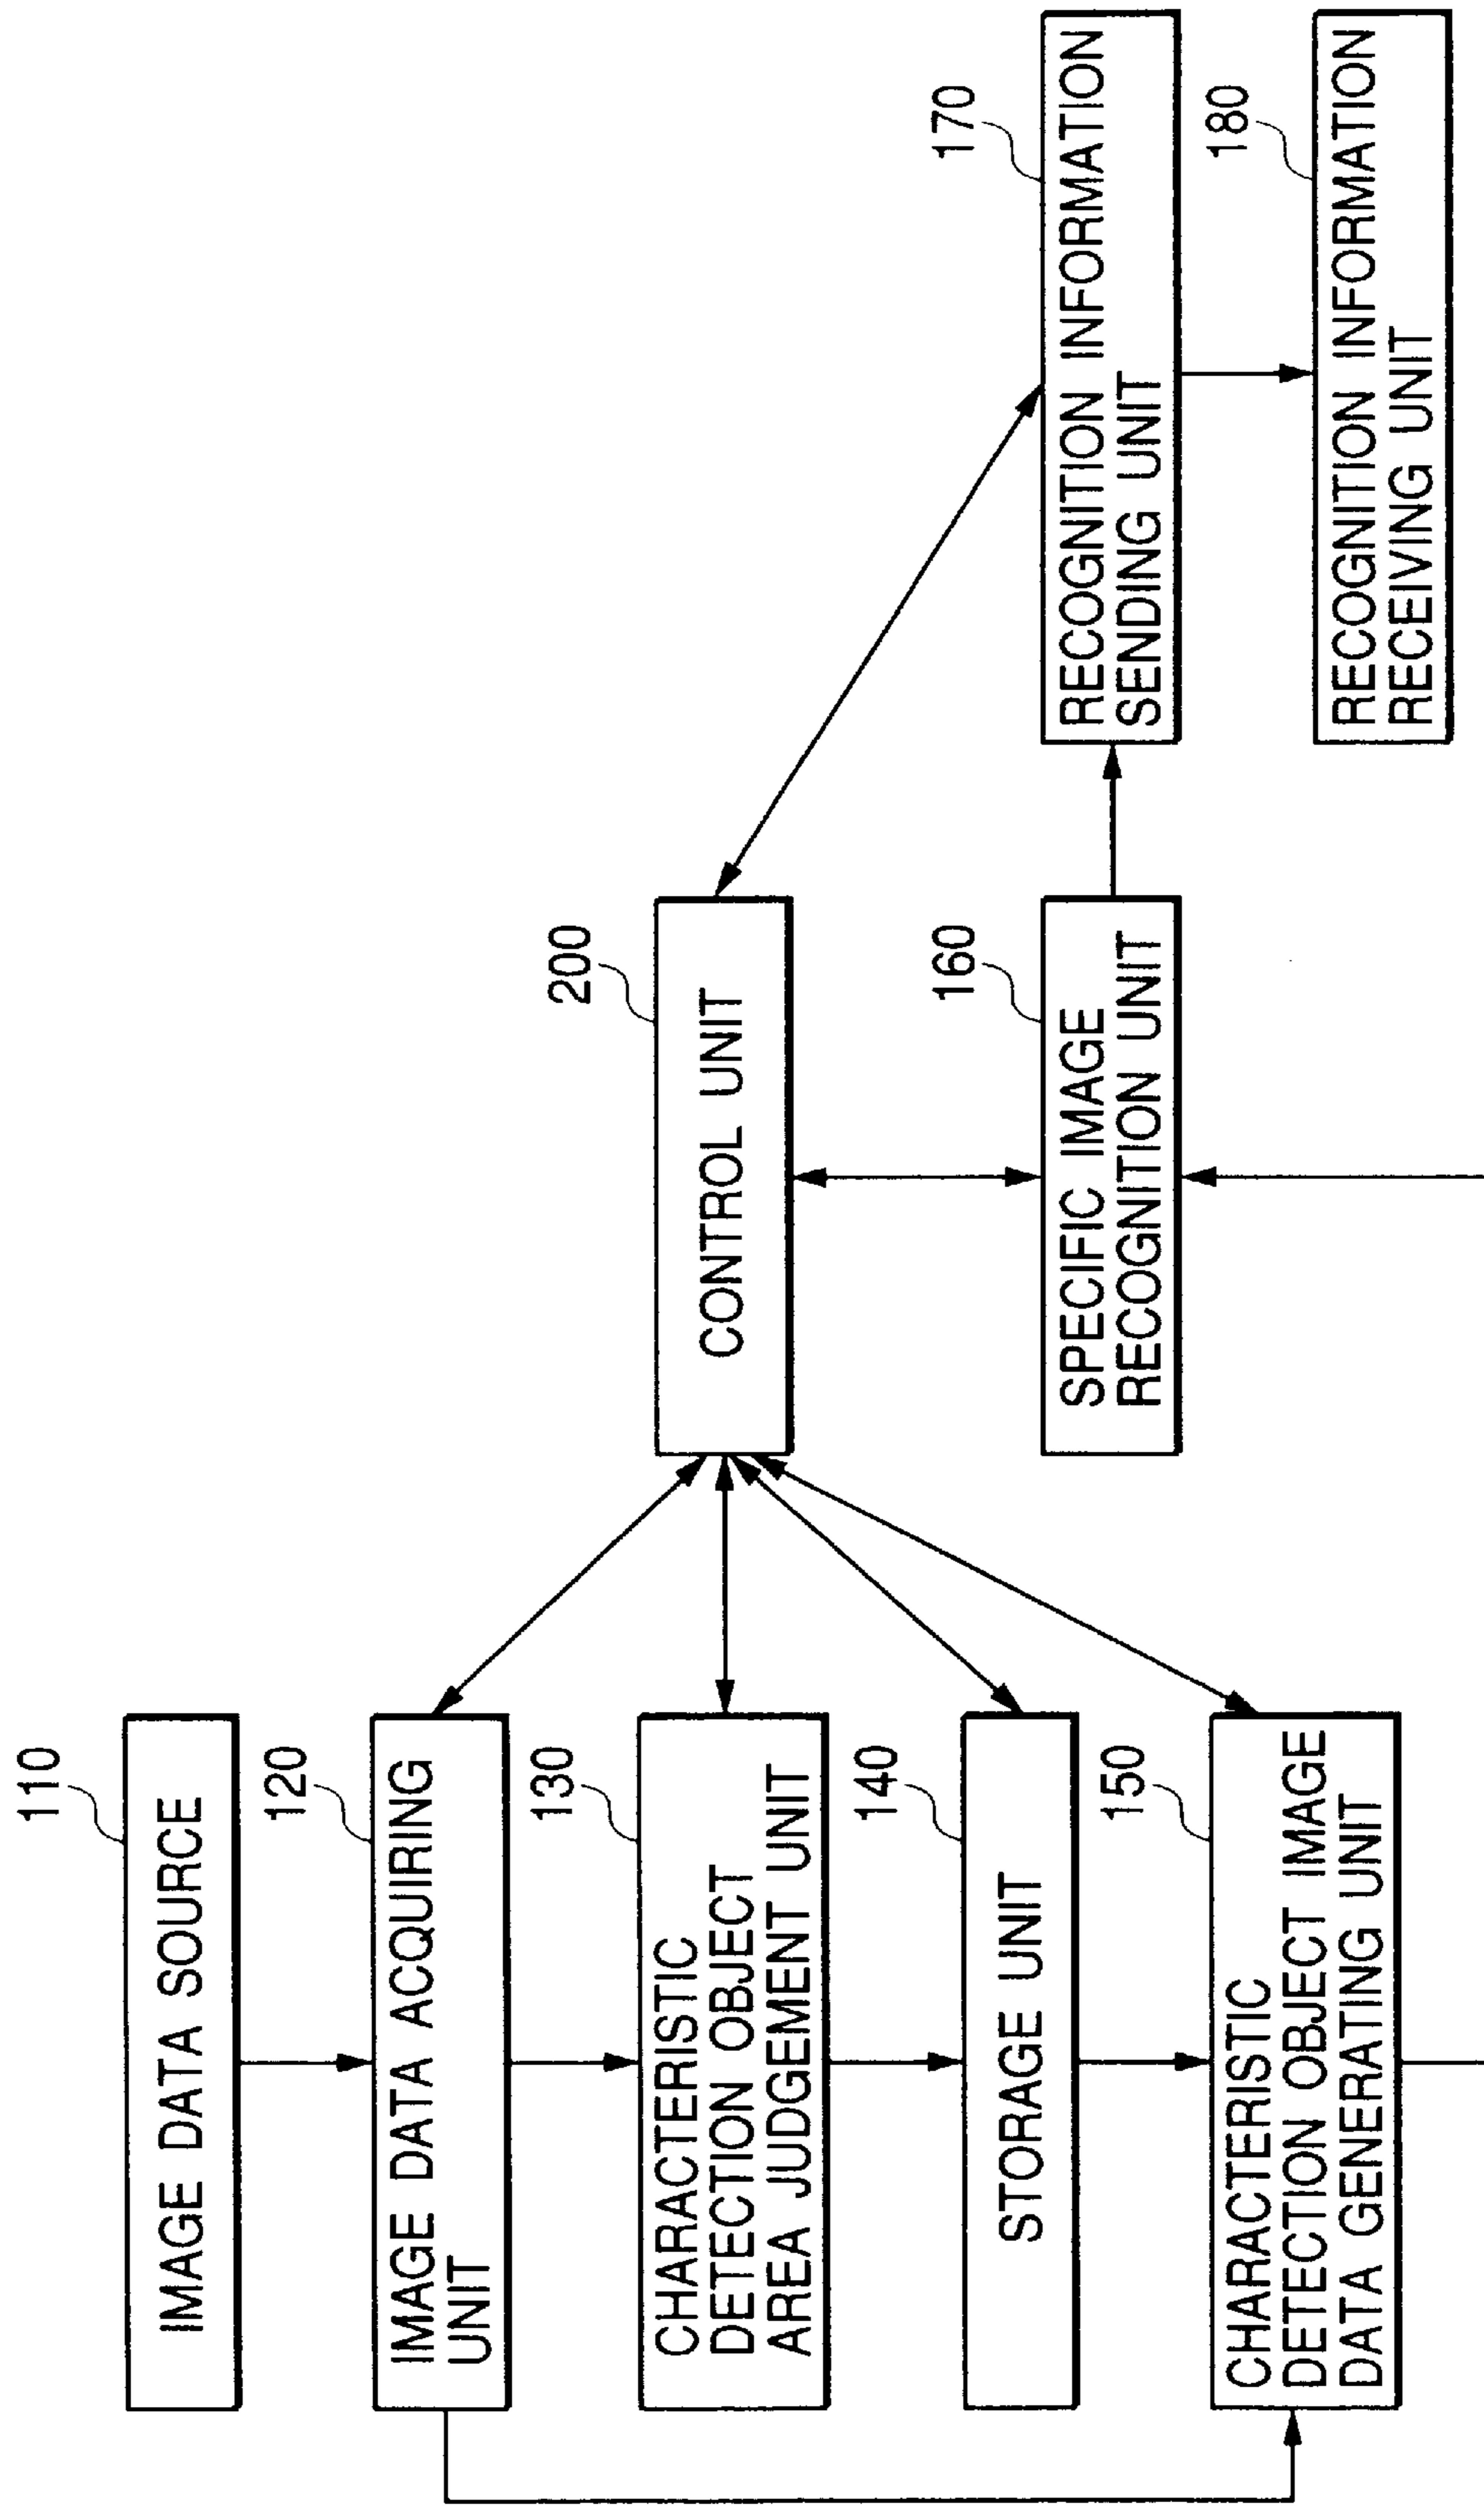 110
IMAGE DATA SOURCE
120
IMAGE DATA ACQUIRING
UNIT
130
CHARACTERISTIC
DETECTION OBJECT
AREA JUDGEMENT UNIT
140
STORAGE UNIT
150
CHARACTERISTIC
DETECTION OBJECT IMAGE
DATA GENERATING UNIT
200
CONTROL UNIT
160
SPECIFIC IMAGE
RECOGNITION UNIT
170
RECOGNITION INFORMATION
SENDING UNIT
180
RECOGNITION INFORMATION
RECEIVING UNIT